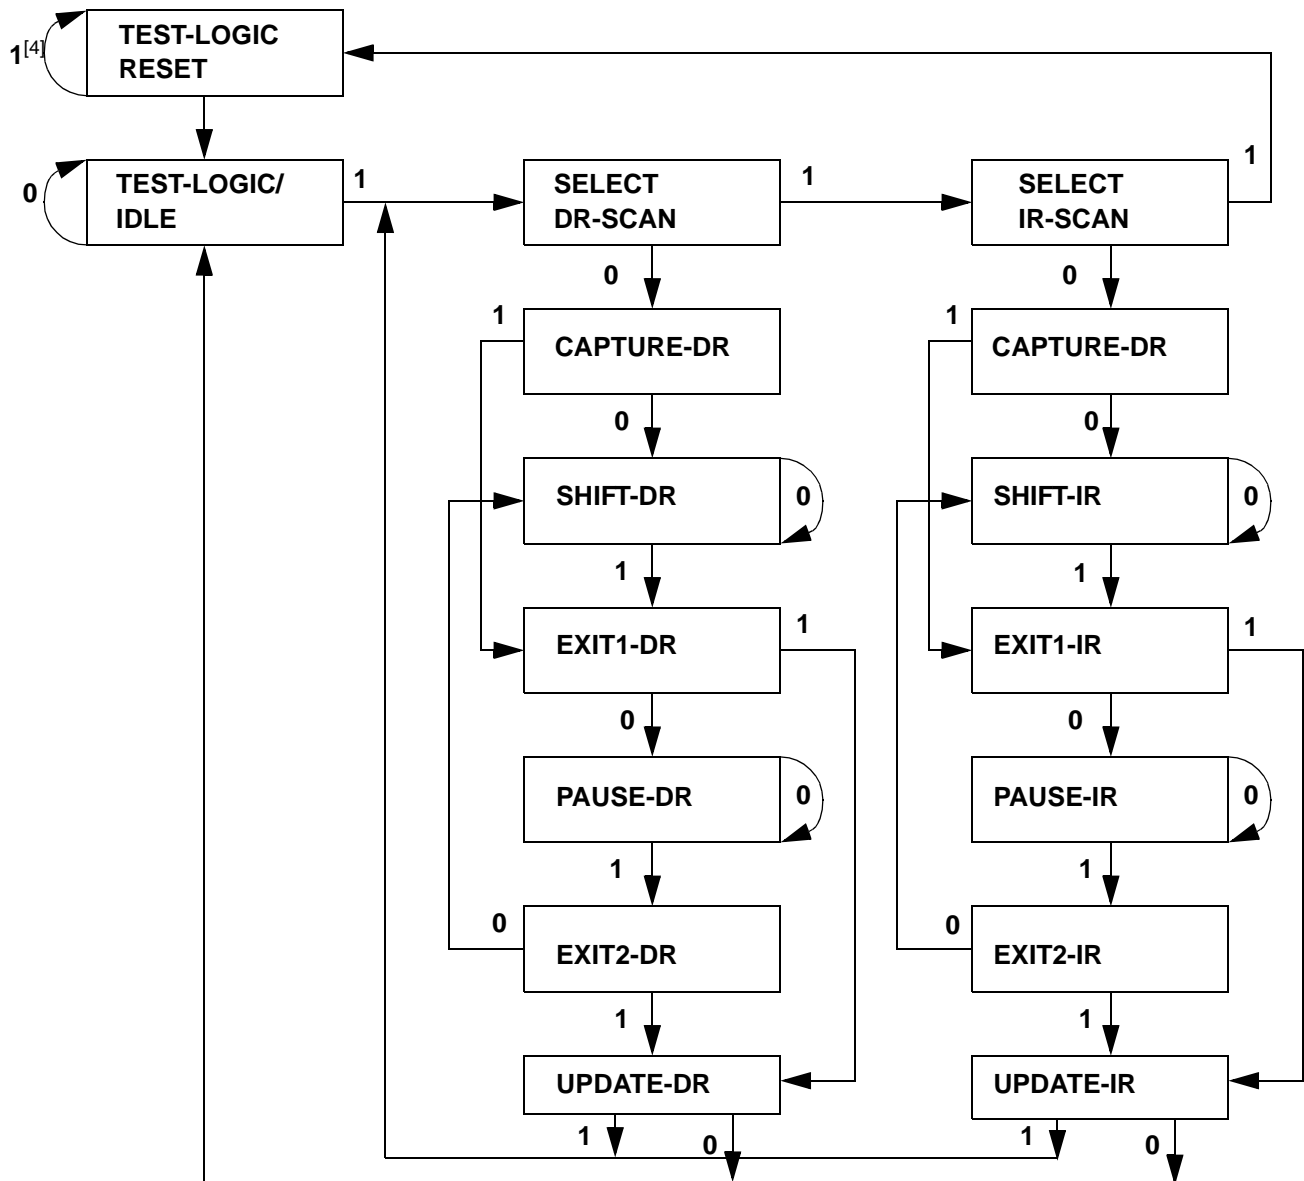 TEST-LOGIC
RESET
1[4]
TEST-LOGIC/
IDLE
0
1
SELECT
DR-SCAN
1
SELECT
IR-SCAN
1
0
0
1
CAPTURE-DR
1
CAPTURE-DR
0
0
SHIFT-DR
0
SHIFT-IR
0
1
1
EXIT1-DR
1
EXIT1-IR
1
0
0
PAUSE-DR
0
PAUSE-IR
0
1
1
0
EXIT2-DR
0
EXIT2-IR
1
1
UPDATE-DR
UPDATE-IR
1
0
1
0